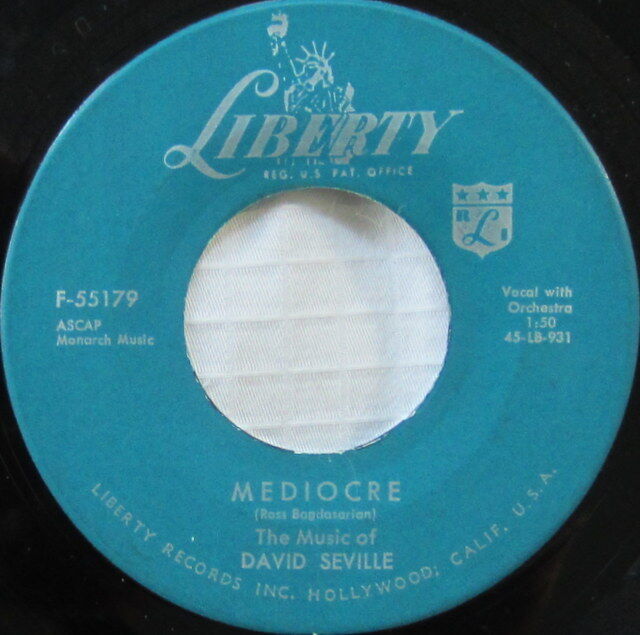 LIBERTY
REG. U.S PAT. OFFICE
R L I
F-55179
ASCAP
Monarch Music
Vocal with
Orchestra
1:50
45-LB-931
MEDIOCRE
(Ross Bagdasarian)
The Music of
DAVID SEVILLE
LIBERTY RECORDS INC. HOLLYWOOD, CALIF, U.S.A.